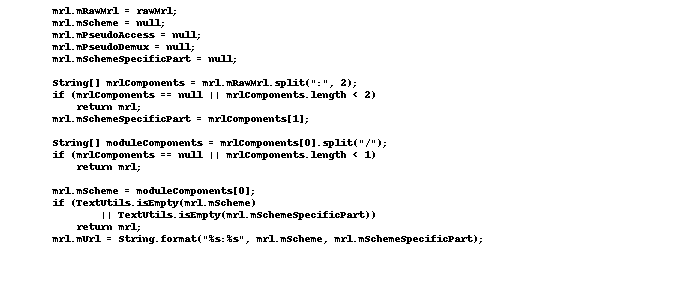 mrl.mRawMrl = rawMrl;
mrl.mScheme = null;
mrl.mPseudoAccess = null;
mrl.mPseudoDemux = null;
mrl.mSchemeSpecificPart = null;
String[] mrlComponents = mrl.mRawMrl.split(":", 2);
if (mrlComponents == null || mrlComponents.length < 2)
return mrl;
mrl.mSchemeSpecificPart = mrlComponents[1];
String[] moduleComponents = mrlComponents[0].split("/");
if (mrlComponents == null || mrlComponents.length < 1)
return mrl;
mrl.mScheme = moduleComponents[0];
if (TextUtils.isEmpty(mrl.mScheme)
|| TextUtils.isEmpty(mrl.mSchemeSpecificPart))
return mrl;
mrl.mUrl = String.format("%s:%s", mrl.mScheme, mrl.mSchemeSpecificPart);